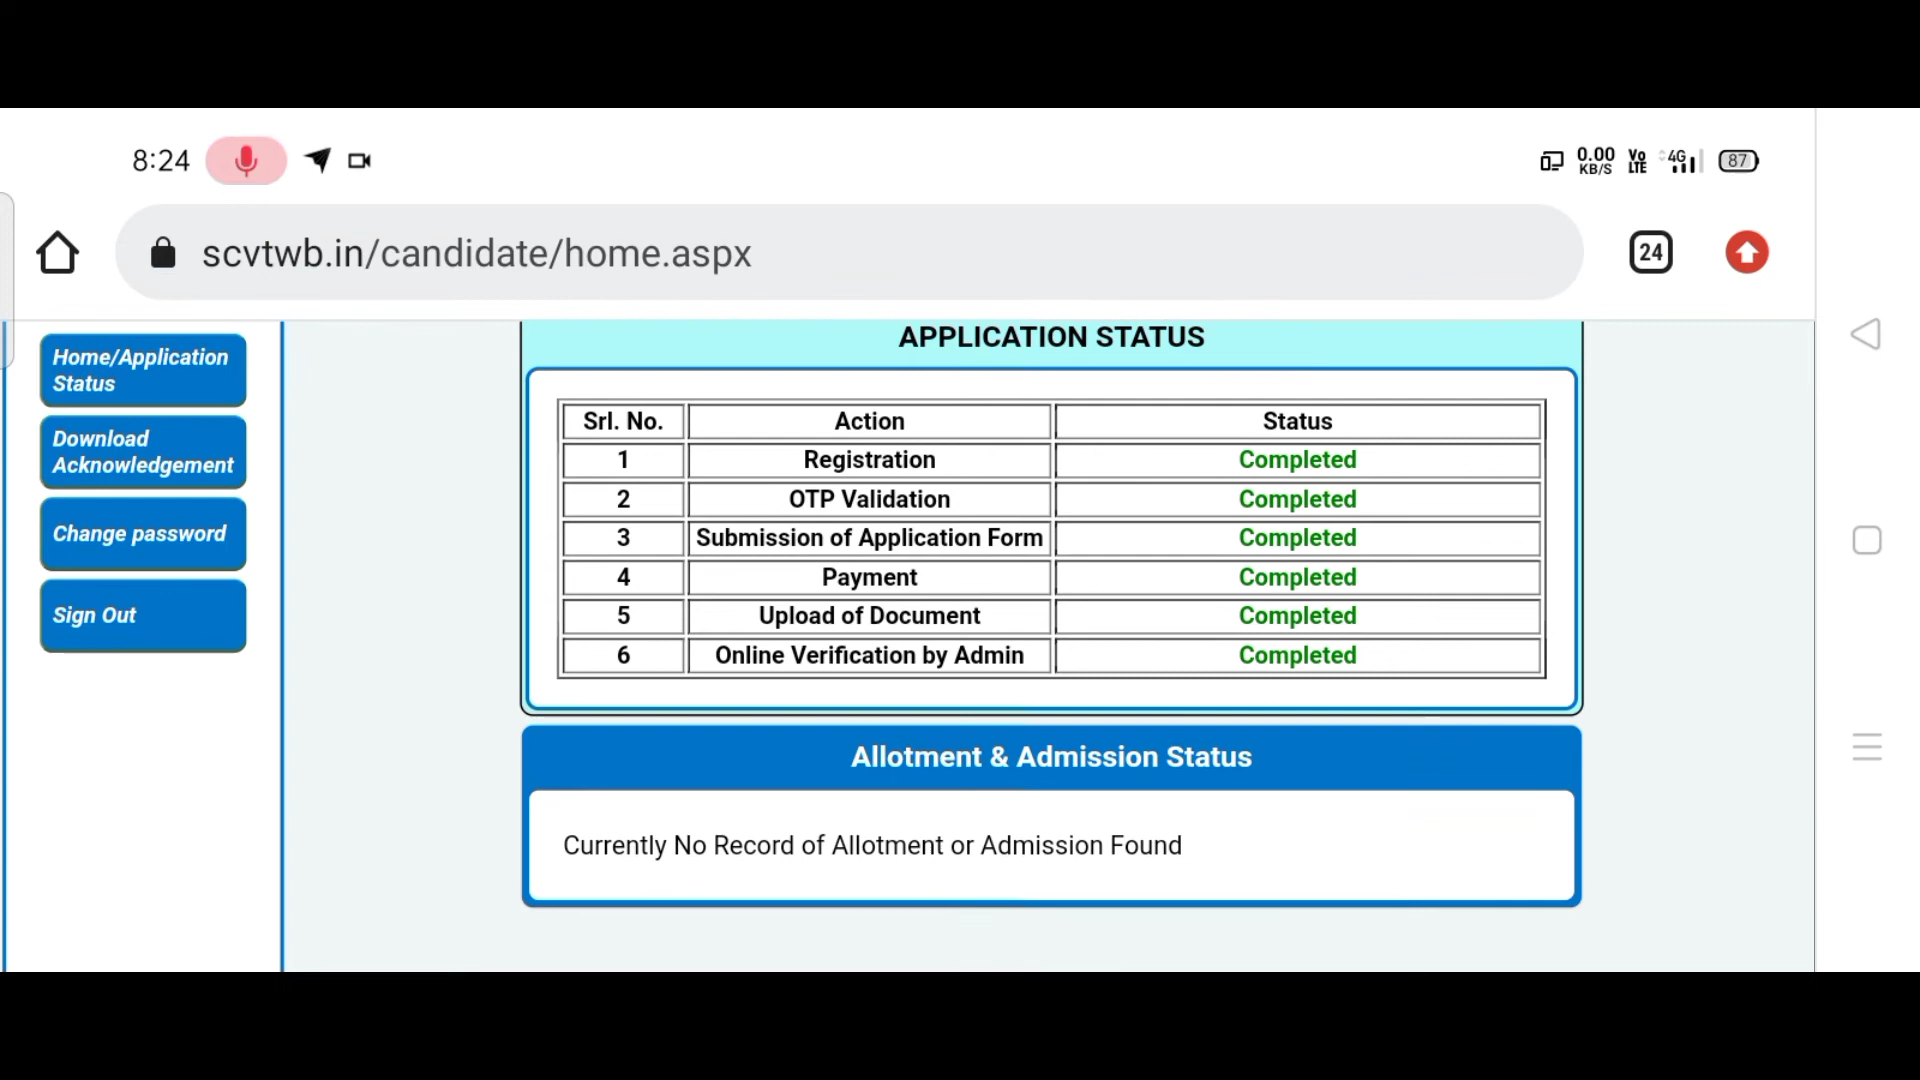 8:24
0.00 KB/S Vo LTE 4G 87
scvtwb.in/candidate/home.aspx
24
Home/Application
Status
Download
Acknowledgement
Change password
Sign Out
APPLICATION STATUS
Srl. No. Action Status
1 Registration Completed
2 OTP Validation Completed
3 Submission of Application Form Completed
4 Payment Completed
5 Upload of Document Completed
6 Online Verification by Admin Completed
Allotment & Admission Status
Currently No Record of Allotment or Admission Found